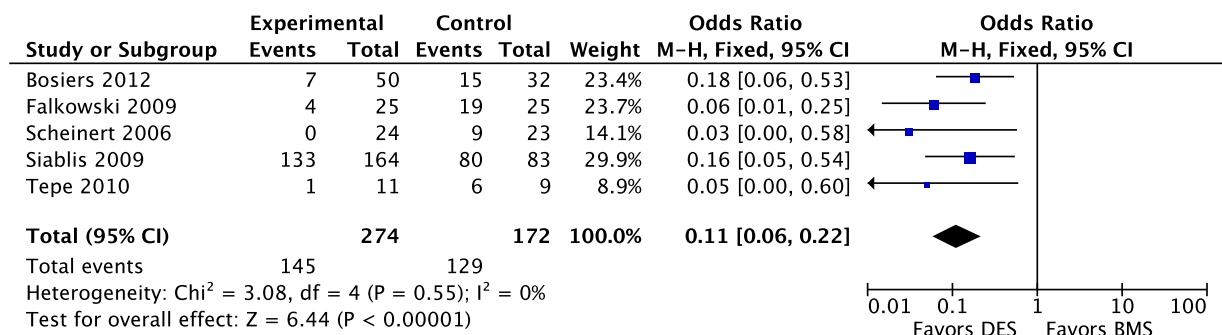 Experimental Control Odds Ratio Odds Ratio
Study or Subgroup Events Total Events Total Weight M-H, Fixed, 95% CI M-H, Fixed, 95% CI
Bosiers 2012 7 50 15 32 23.4% 0.18 [0.06, 0.53]
Falkowski 2009 4 25 19 25 23.7% 0.06 [0.01, 0.25]
Scheinert 2006 0 24 9 23 14.1% 0.03 [0.00, 0.58]
Siablis 2009 133 164 80 83 29.9% 0.16 [0.05, 0.54]
Tepe 2010 1 11 6 9 8.9% 0.05 [0.00, 0.60]
Total (95% CI) 274 172 100.0% 0.11 [0.06, 0.22]
Total events 145 129
Heterogeneity: Chi² = 3.08, df = 4 (P = 0.55); I² = 0%
Test for overall effect: Z = 6.44 (P < 0.00001)
0.01 0.1 1 10 100
Favors DES Favors BMS